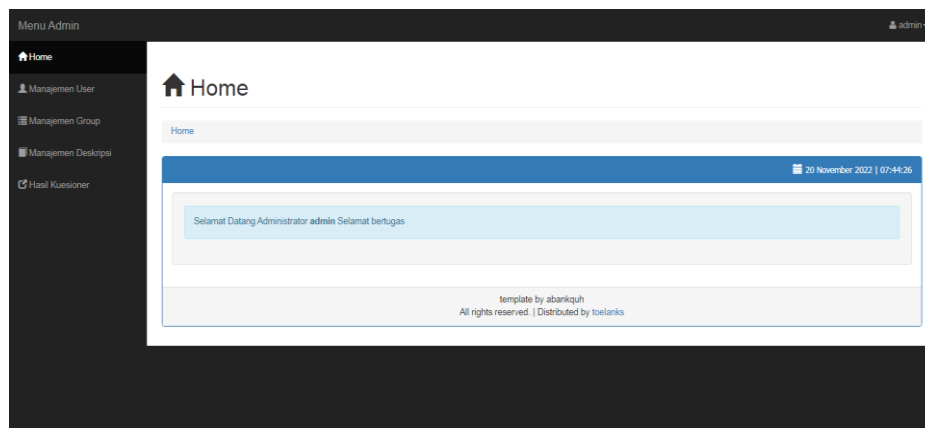 Menu Admin
admin
Home
Manajemen User
Manajemen Group
Manajemen Deskripsi
Hasil Kuesioner
Home
Home
20 November 2022 | 07:44:26
Selamat Datang Administrator admin Selamat bertugas
template by abankquh
All rights reserved. | Distributed by toelanks